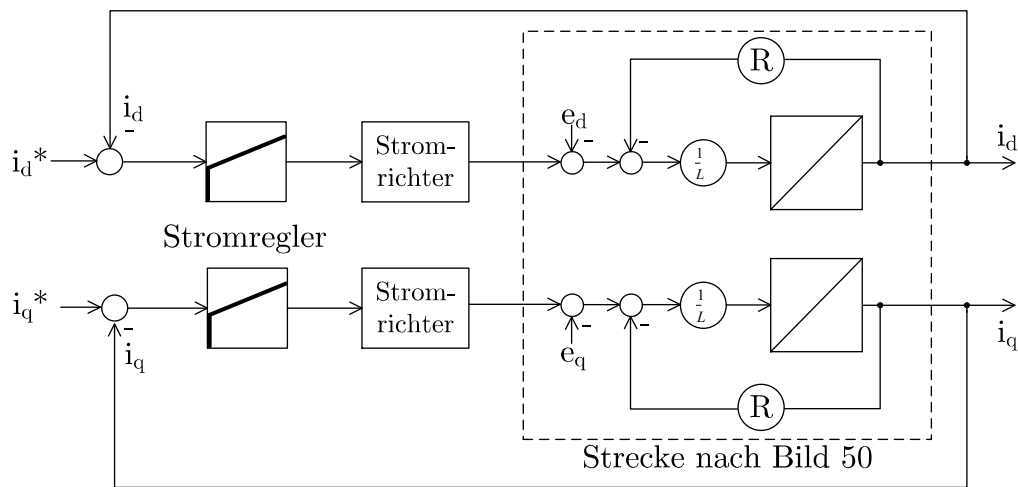 R
i_d
-
e_d
-
-
i_d
i_d*
1/L
Strom-
richter
Stromregler
i_q*
Strom-
richter
1/L
-
i_q
-
e_q
-
i_q
R
Strecke nach Bild 50